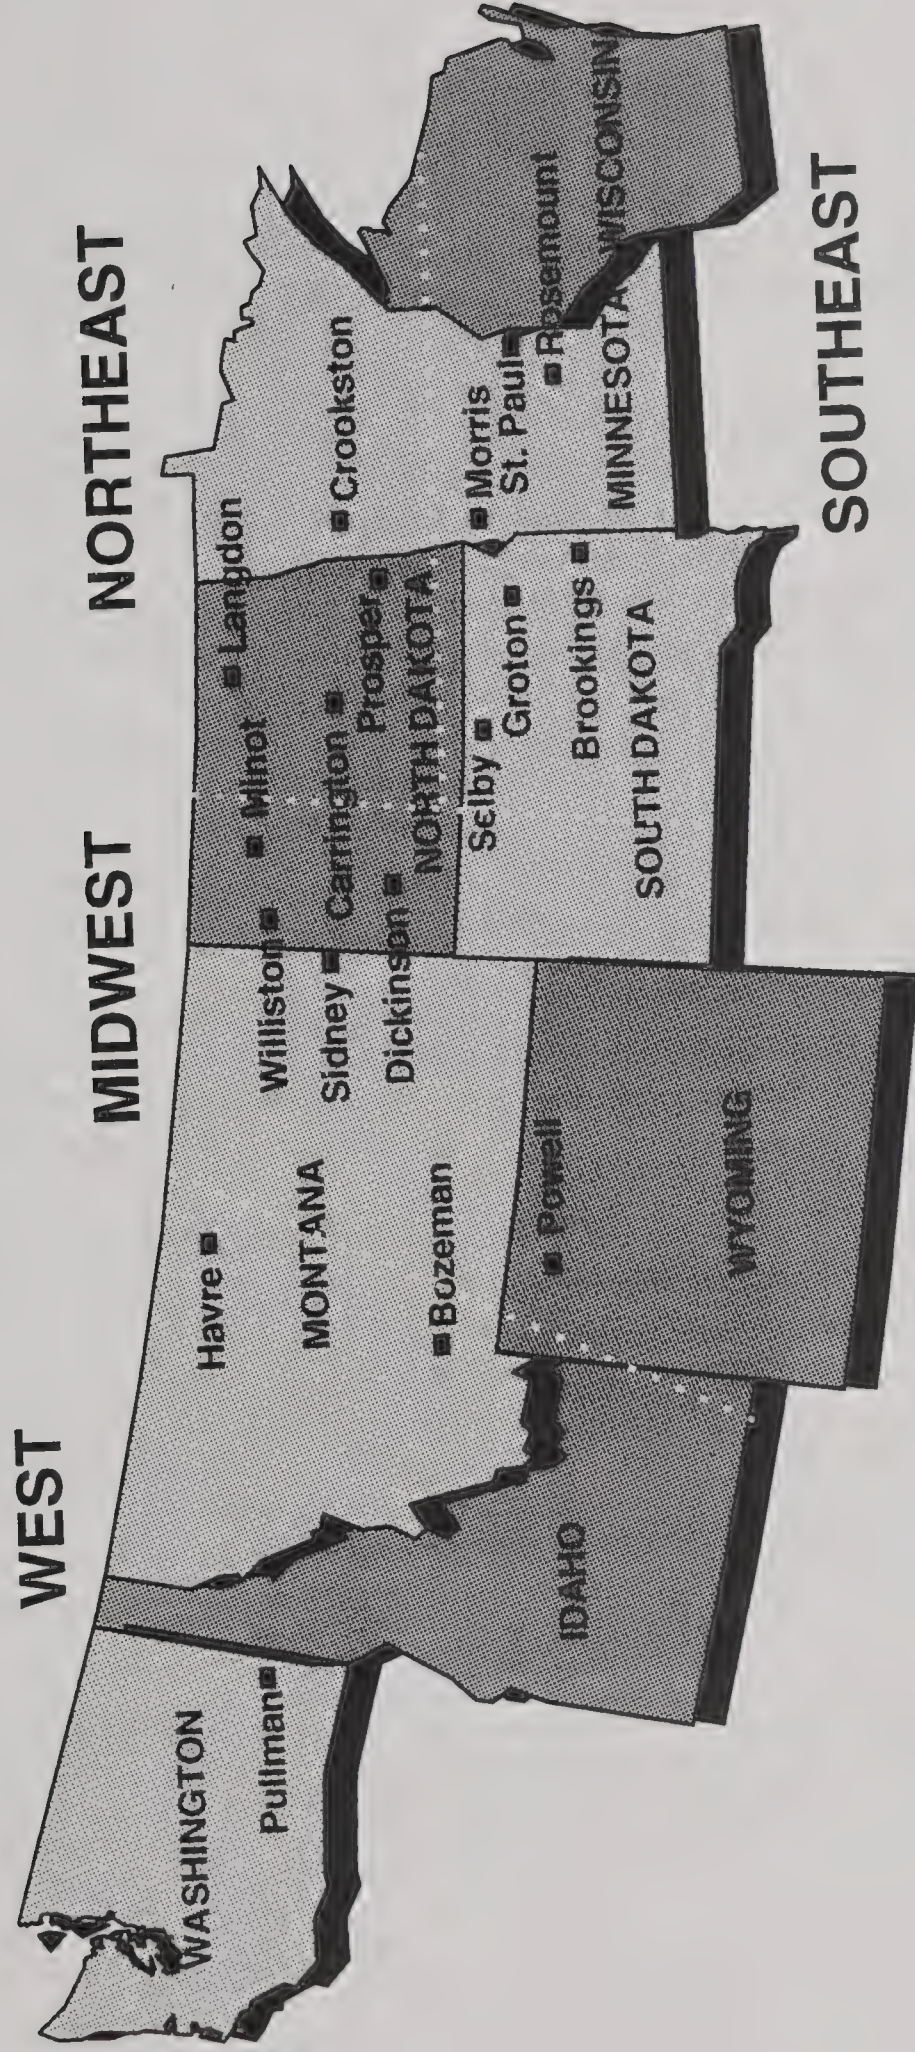 WEST
MIDWEST
NORTHEAST
SOUTHEAST
WASHINGTON
Pullman
IDAHO
MONTANA
Havre
Bozeman
Sidney
WYOMING
Powell
NORTH DAKOTA
Williston
Minot
Langdon
Carrington
Dickinson
Prosper
SOUTH DAKOTA
Selby
Groton
Brookings
MINNESOTA
Crookston
Morris
St. Paul
Rosemount
WISCONSIN